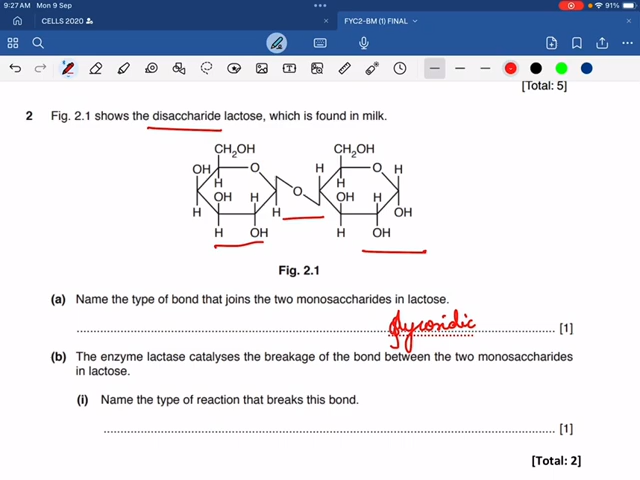 9:27 AM Mon 9 Sep
91%
CELLS 2020
FYC2-BM (1) FINAL
[Total: 5]
2 Fig. 2.1 shows the disaccharide lactose, which is found in milk.
CH2OH CH2OH
OH O H O H
H H
OH H O OH H
H H OH
H OH H OH
Fig. 2.1
(a) Name the type of bond that joins the two monosaccharides in lactose.
glycosidic
[1]
(b) The enzyme lactase catalyses the breakage of the bond between the two monosaccharides
in lactose.
(i) Name the type of reaction that breaks this bond.
[1]
[Total: 2]